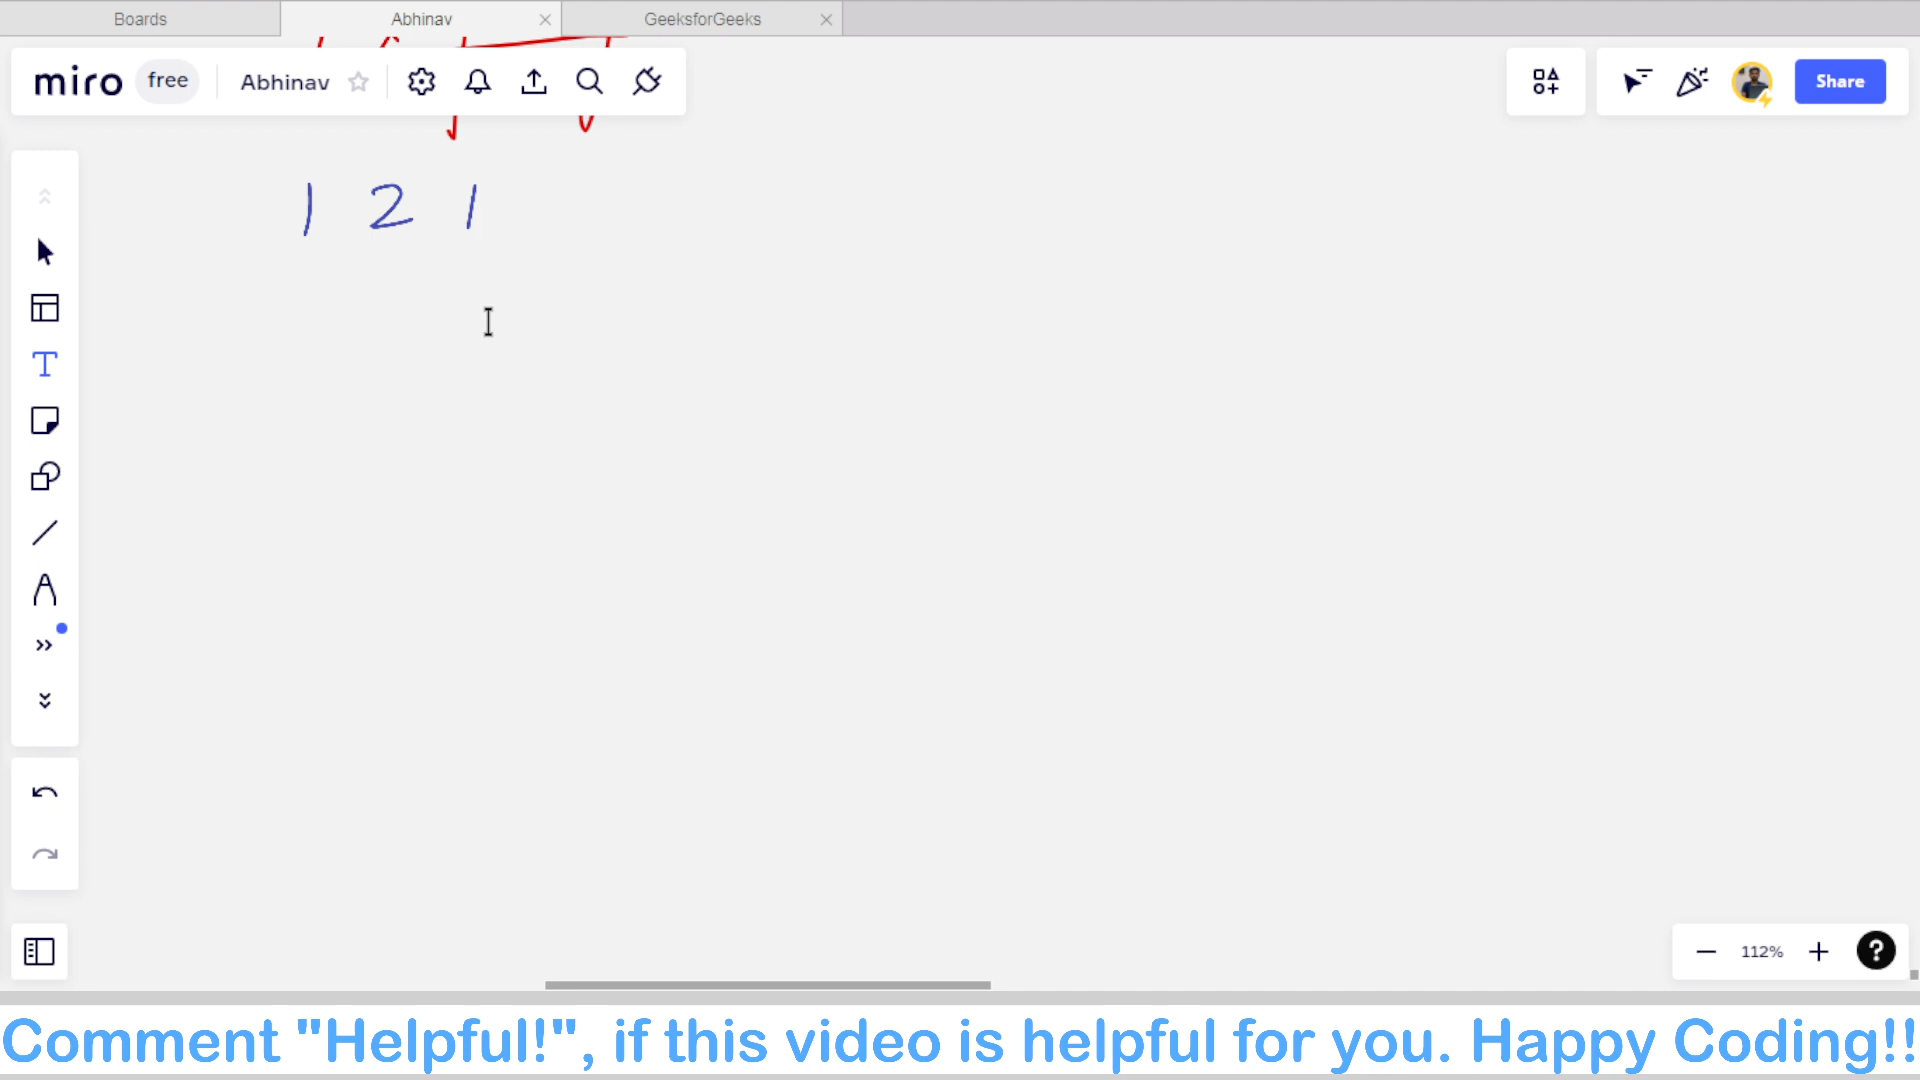 Boards Abhinav GeeksforGeeks
miro free Abhinav Share
1 2 1
T
112%
?
Comment "Helpful!", if this video is helpful for you. Happy Coding!!